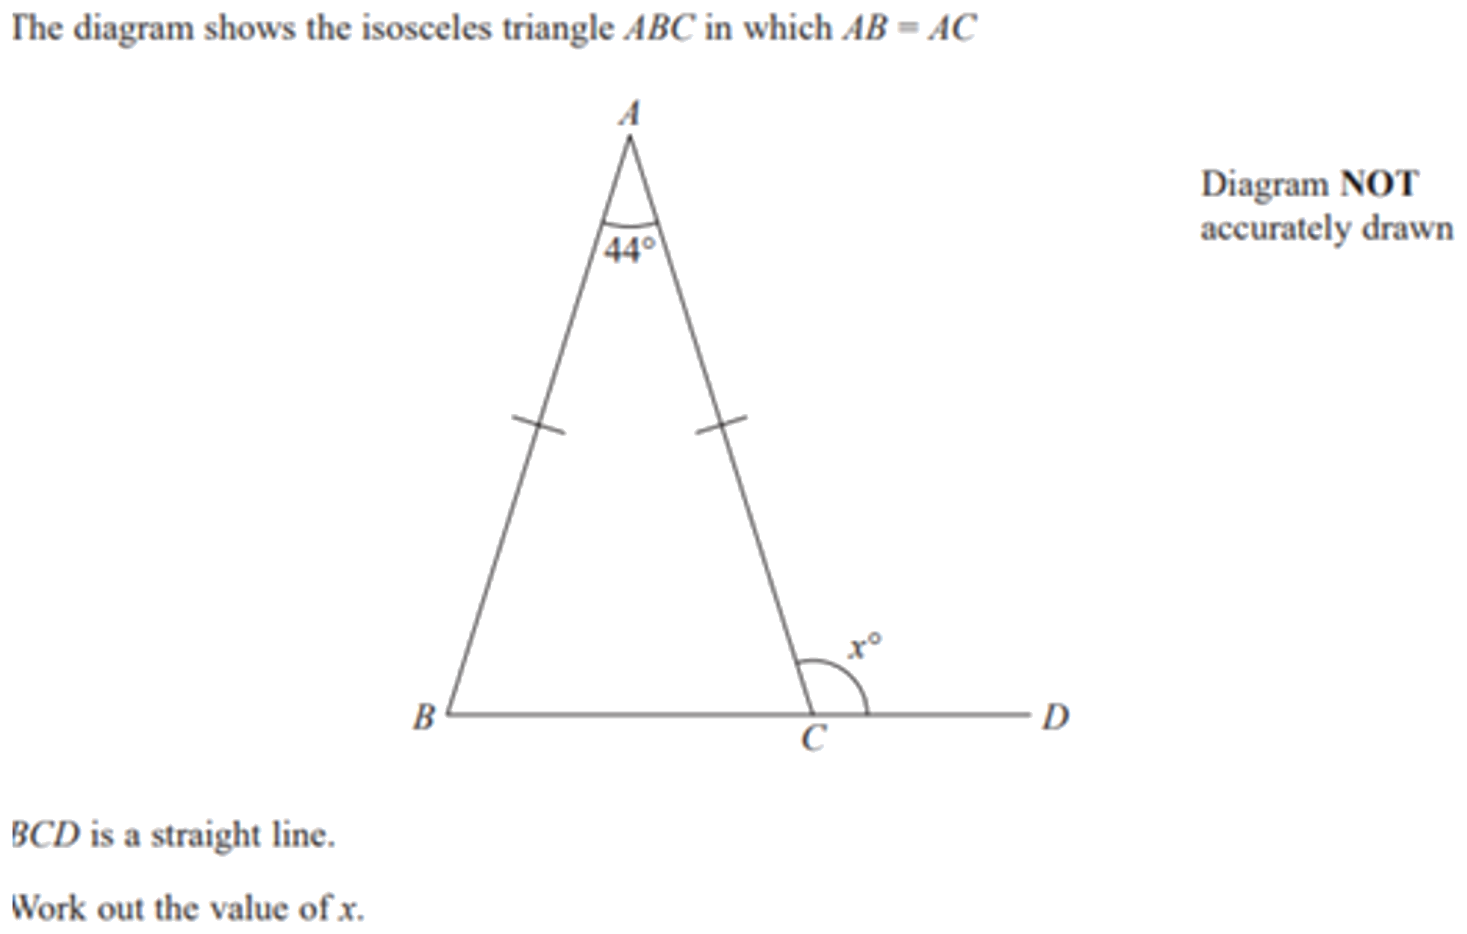 The diagram shows the isosceles triangle ABC in which AB = AC
A
Diagram NOT
accurately drawn
44°
x°
B
C
D
BCD is a straight line.
Work out the value of x.